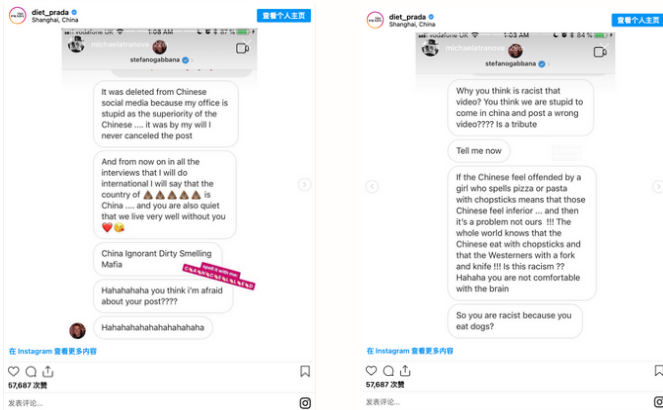 diet_prada
Shanghai, China
查看个人主页
vodafone UK
1:08 AM
87%
michaelatranova
stefanogabbana
It was deleted from Chinese
social media because my office is
stupid as the superiority of the
Chinese .... it was by my will I
never canceled the post
And from now on in all the
interviews that I will do
international I will say that the
country of 💩💩💩💩💩 is
China .... and you are also quiet
that we live very well without you
❤️😘
China Ignorant Dirty Smelling
Mafia
Hahahahaha you think i'm afraid
about your post????
Hahahahahahahahahahaha
在 Instagram 查看更多内容
57,687 次赞
发表评论...
diet_prada
Shanghai, China
查看个人主页
vodafone UK
1:03 AM
84%
michaelatranova
stefanogabbana
Why you think is racist that
video? You think we are stupid to
come in china and post a wrong
video???? Is a tribute
Tell me now
If the Chinese feel offended by a
girl who spells pizza or pasta
with chopsticks means that those
Chinese feel inferior ... and then
it's a problem not ours !!! The
whole world knows that the
Chinese eat with chopsticks and
that the Westerners with a fork
and knife !!! Is this racism ??
Hahaha you are not comfortable
with the brain
So you are racist because you
eat dogs?
在 Instagram 查看更多内容
57,687 次赞
发表评论...